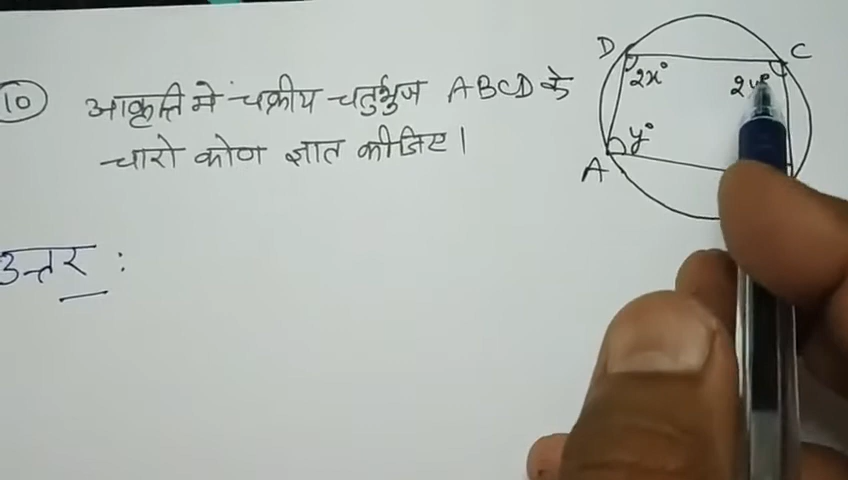 10 आकृति में चक्रीय चतुर्भुज ABCD के
चारो कोण ज्ञात कीजिए।
D C
2x°
y°
A
उत्तर :